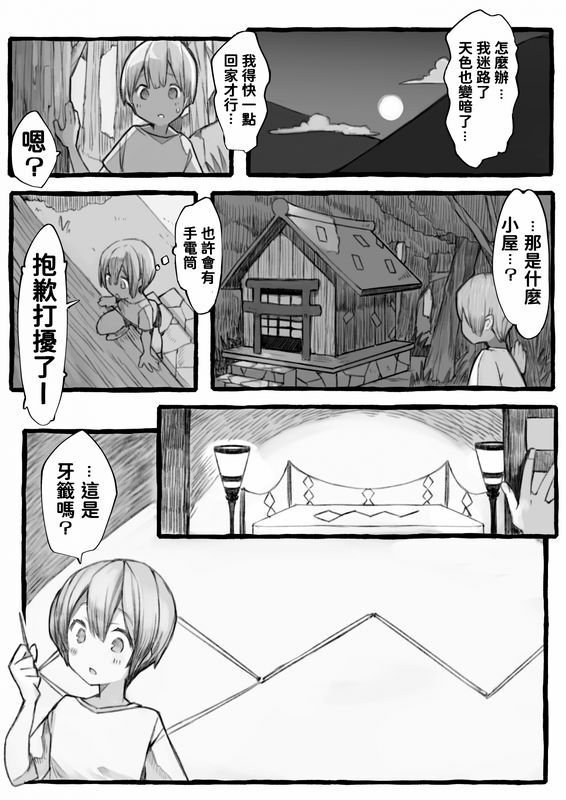 怎麼辦…
我迷路了
天色也變暗了…
我得快一點
回家才行…
嗯？
…那是什麼
小屋…？
也許會有
手電筒
抱歉打擾了ー
…這是
牙籤嗎？